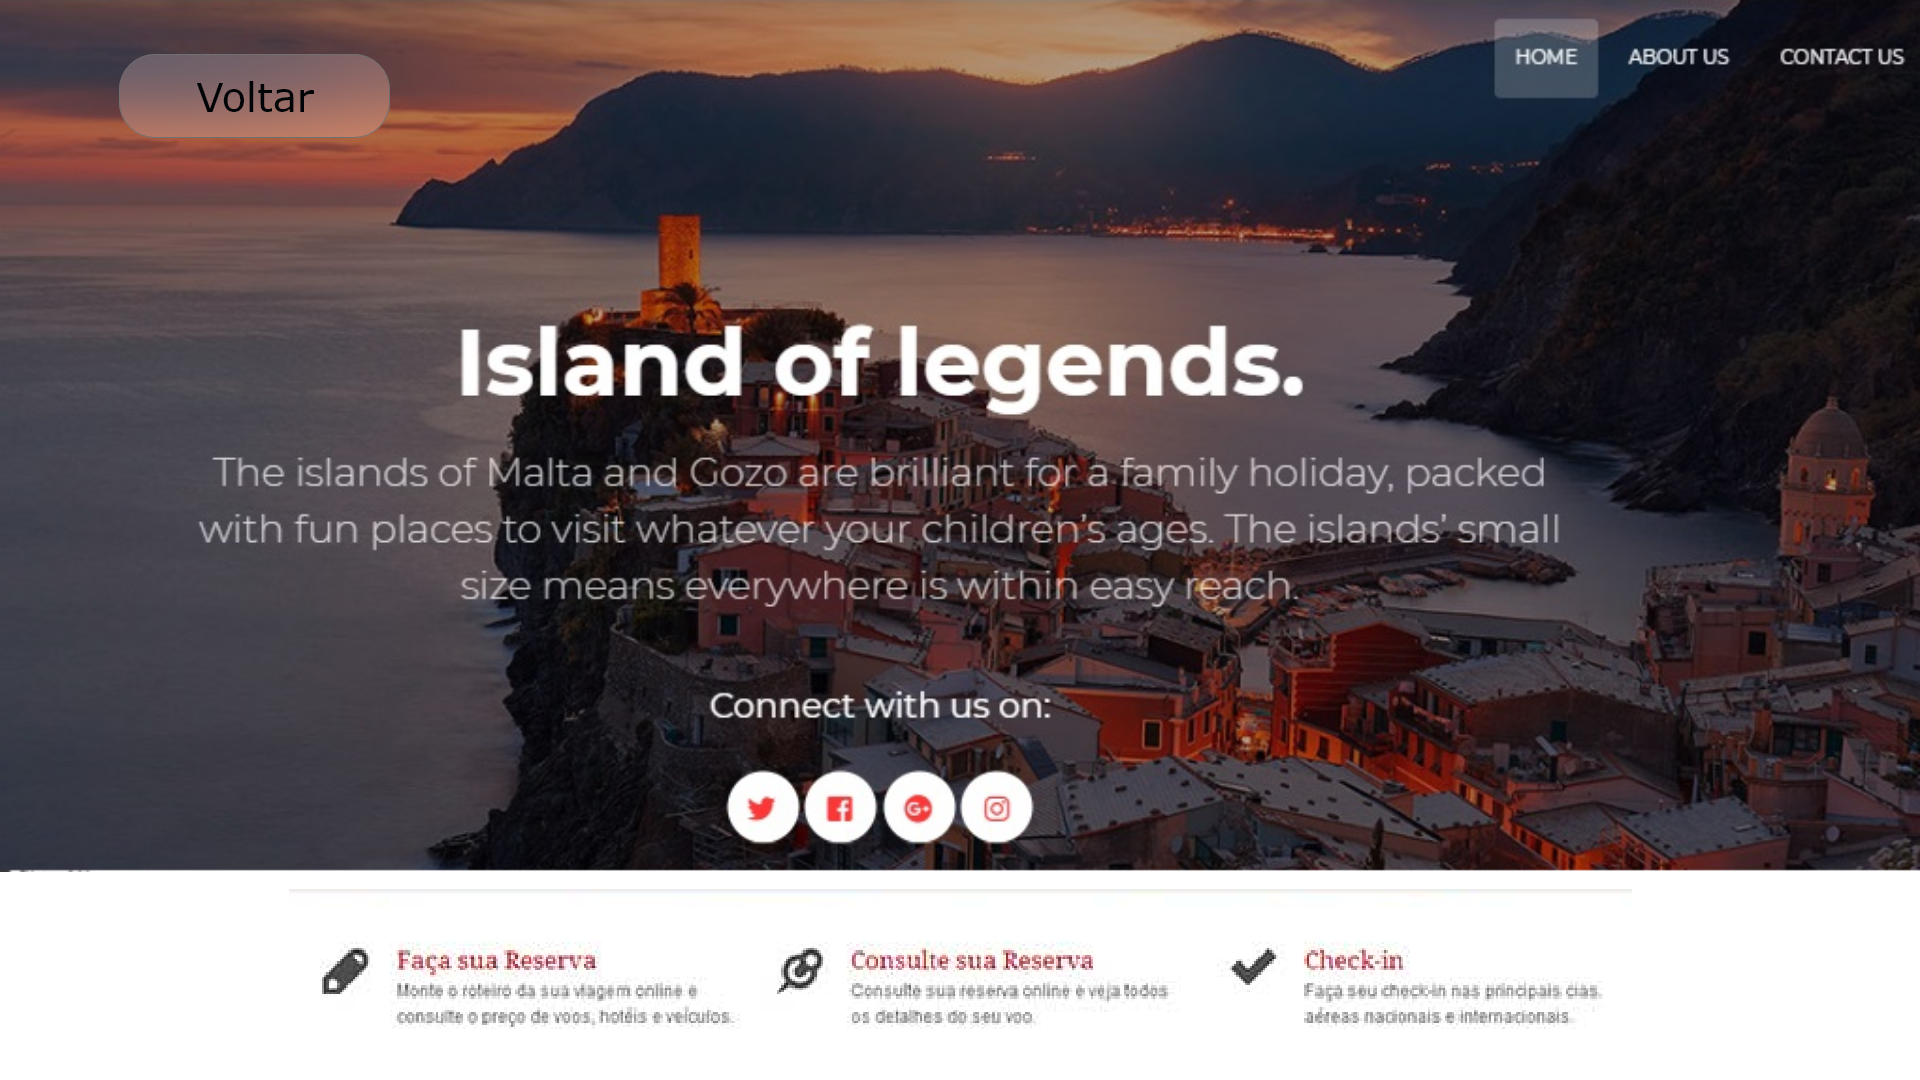 Voltar
HOME ABOUT US CONTACT US
Island of legends.
The islands of Malta and Gozo are brilliant for a family holiday, packed
with fun places to visit whatever your children’s ages. The islands’ small
size means everywhere is within easy reach.
Connect with us on:
Faça sua Reserva
Monte o roteiro da sua viagem online e
consulte o preço de voos, hotéis e veículos.
Consulte sua Reserva
Consulte sua reserva online e veja todos
os detalhes do seu voo.
Check-in
Faça seu check-in nas principais cias.
aéreas nacionais e internacionais.